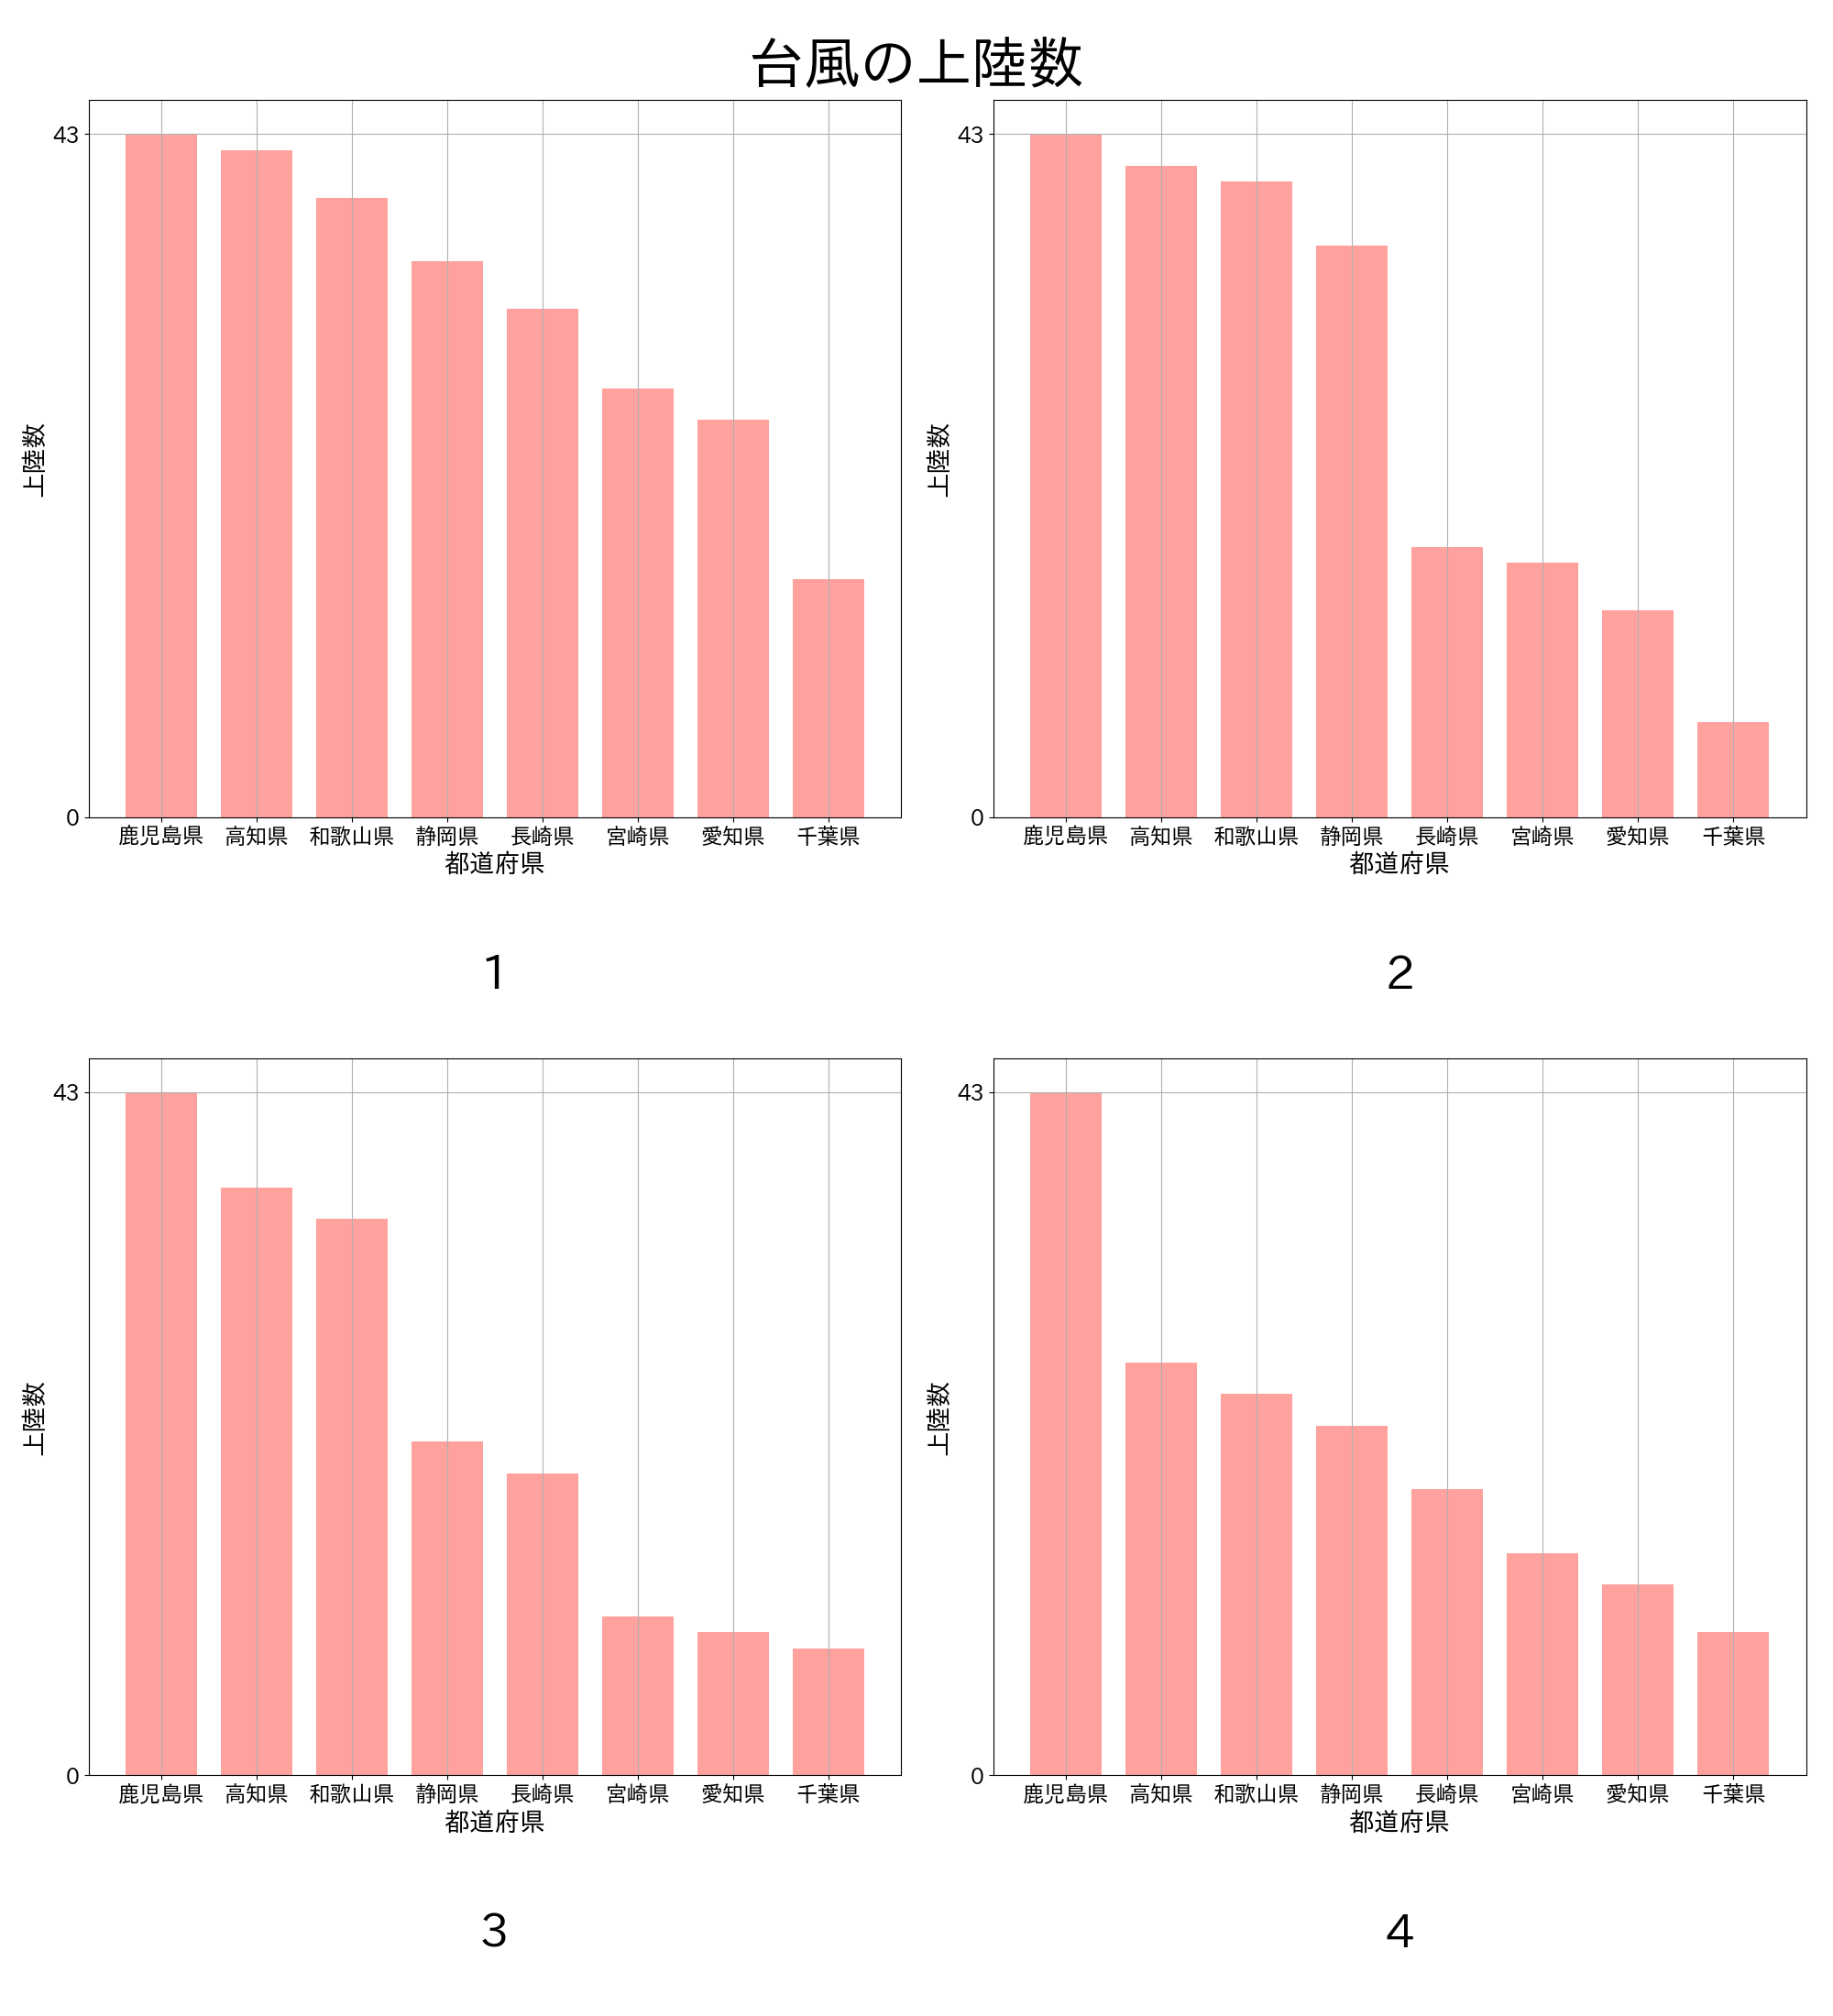 台風の上陸数
43
0
上陸数
鹿児島県 高知県 和歌山県 静岡県 長崎県 宮崎県 愛知県 千葉県
都道府県
1
43
0
上陸数
鹿児島県 高知県 和歌山県 静岡県 長崎県 宮崎県 愛知県 千葉県
都道府県
2
43
0
上陸数
鹿児島県 高知県 和歌山県 静岡県 長崎県 宮崎県 愛知県 千葉県
都道府県
3
43
0
上陸数
鹿児島県 高知県 和歌山県 静岡県 長崎県 宮崎県 愛知県 千葉県
都道府県
4